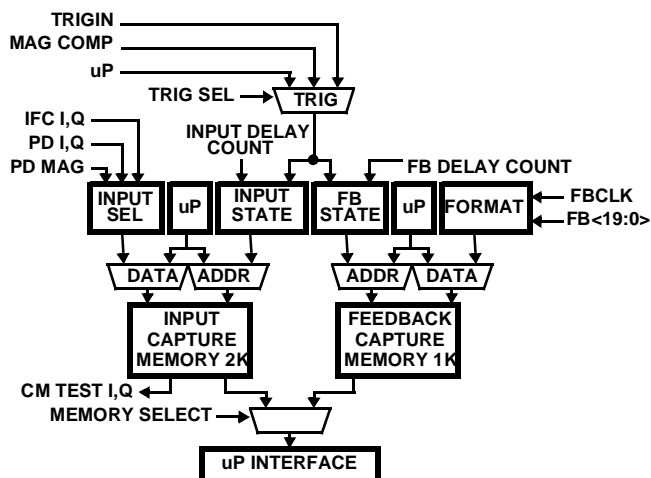 TRIGIN
MAG COMP
uP
TRIG SEL
TRIG
IFC I,Q
PD I,Q
PD MAG
INPUT DELAY
COUNT
FB DELAY COUNT
INPUT
SEL
uP
INPUT
STATE
FB
STATE
uP
FORMAT
FBCLK
FB<19:0>
DATA
ADDR
ADDR
DATA
INPUT
CAPTURE
MEMORY 2K
FEEDBACK
CAPTURE
MEMORY 1K
CM TEST I,Q
MEMORY SELECT
uP INTERFACE